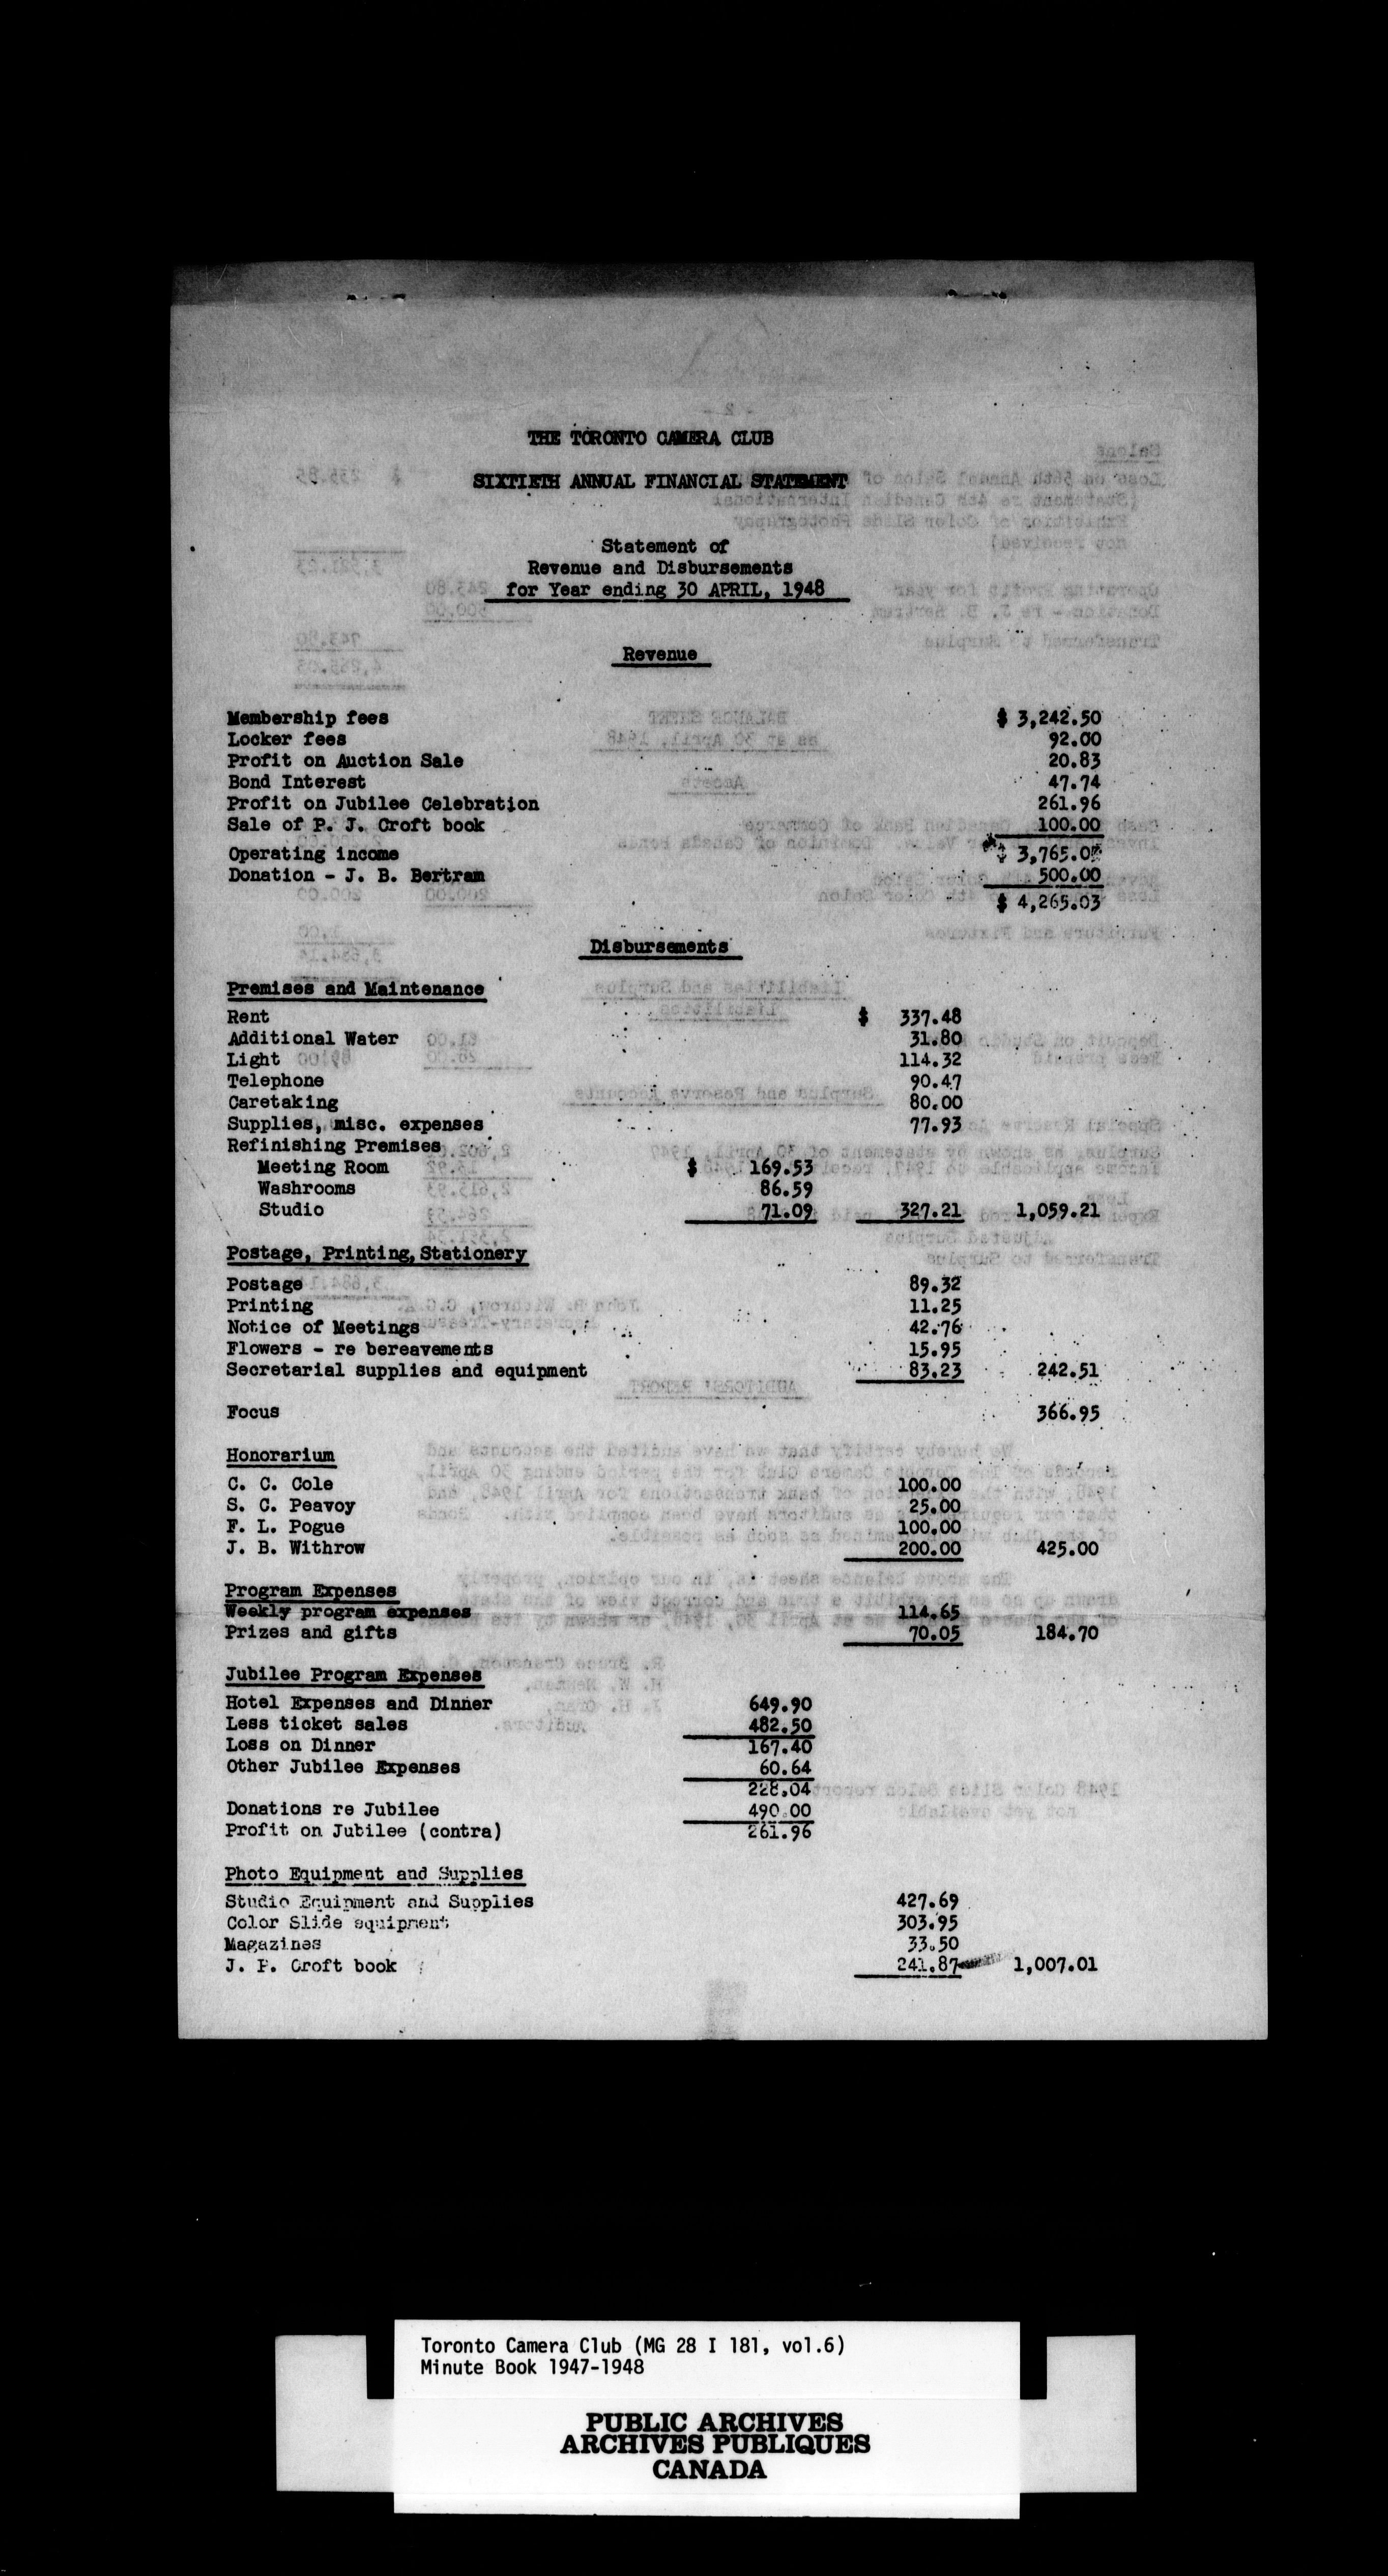 THE TORONTO CAMERA CLUB
SIXTIETH ANNUAL FINANCIAL STATEMENT
Statement of
Revenue and Disbursements
for Year ending 30 APRIL, 1948
Revenue
Membership fees $ 3,242.50
Locker fees 92.00
Profit on Auction Sale 20.83
Bond Interest 47.74
Profit on Jubilee Celebration 261.96
Sale of P. J. Croft book 100.00
Operating income $ 3,765.03
Donation - J. B. Bertram 500.00
$ 4,265.03
Disbursements
Premises and Maintenance
Rent $ 337.48
Additional Water 31.80
Light 114.32
Telephone 90.47
Caretaking 80.00
Supplies, misc. expenses 77.93
Refinishing Premises
Meeting Room $ 169.53
Washrooms 86.59
Studio 71.09 327.21 1,059.21
Postage, Printing, Stationery
Postage 89.32
Printing 11.25
Notice of Meetings 42.76
Flowers - re bereavements 15.95
Secretarial supplies and equipment 83.23 242.51
Focus 366.95
Honorarium
C. C. Cole 100.00
S. C. Peavoy 25.00
F. L. Pogue 100.00
J. B. Withrow 200.00 425.00
Program Expenses
Weekly program expenses 114.65
Prizes and gifts 70.05 184.70
Jubilee Program Expenses
Hotel Expenses and Dinner 649.90
Less ticket sales 482.50
Loss on Dinner 167.40
Other Jubilee Expenses 60.64
228.04
Donations re Jubilee 490.00
Profit on Jubilee (contra) 261.96
Photo Equipment and Supplies
Studio Equipment and Supplies 427.69
Color Slide equipment 303.95
Magazines 33.50
J. P. Croft book 241.87 1,007.01
Toronto Camera Club (MG 28 I 181, vol.6)
Minute Book 1947-1948
PUBLIC ARCHIVES
ARCHIVES PUBLIQUES
CANADA